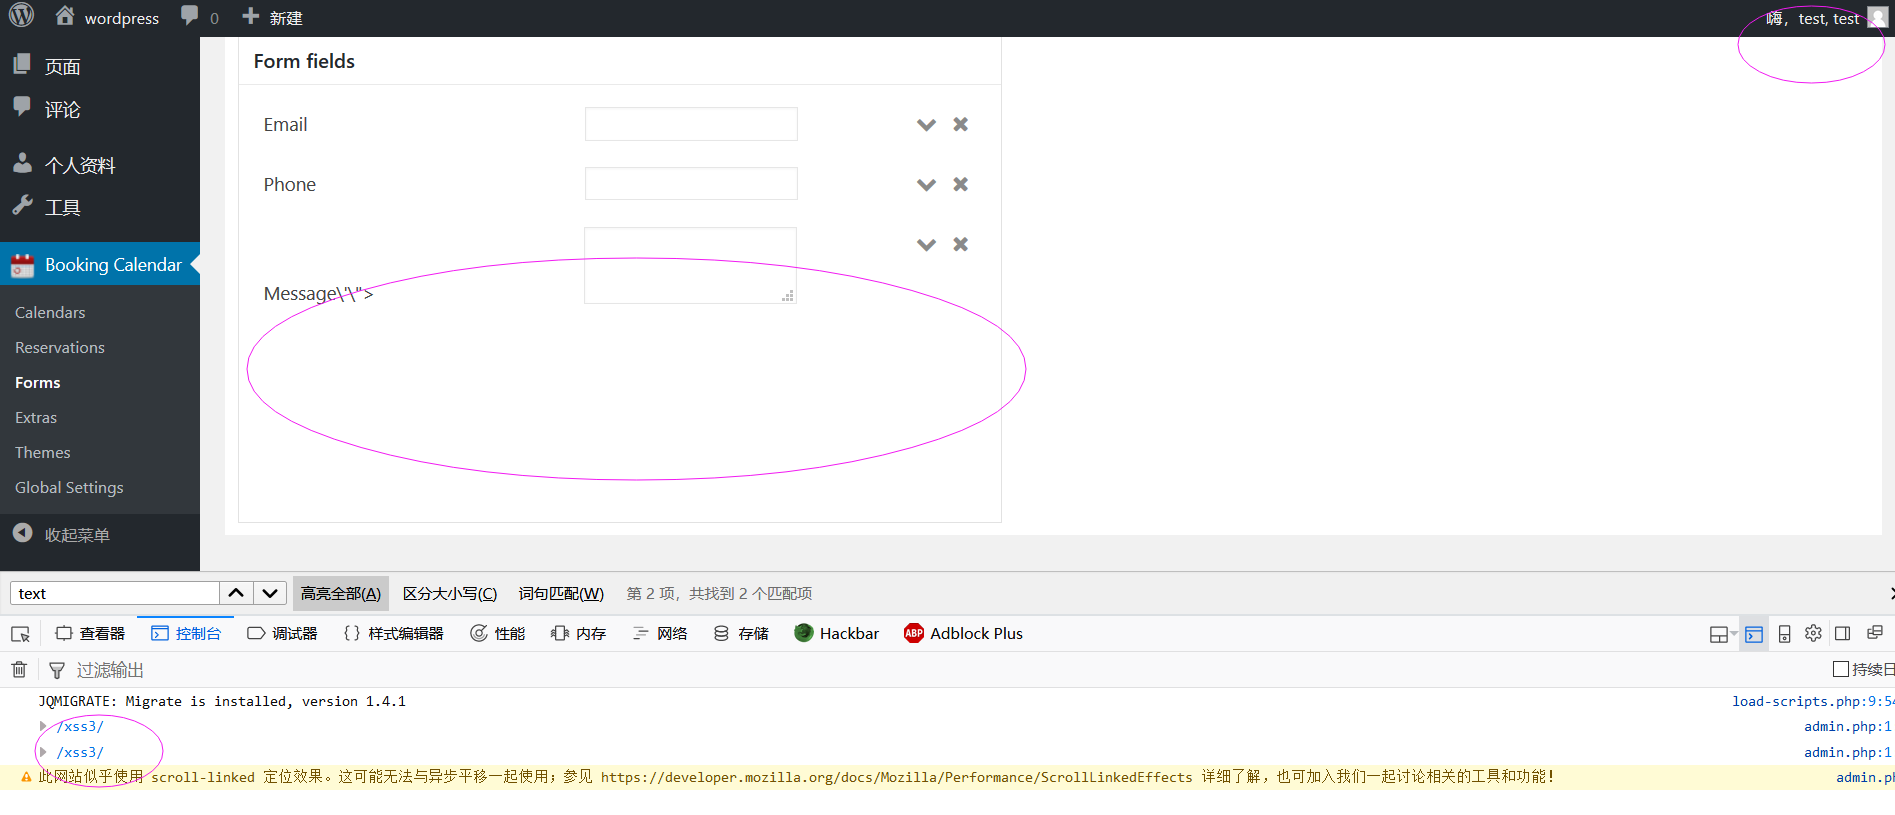 wordpress 0 新建 嗨，test, test
页面
评论
个人资料
工具
Booking Calendar
Calendars
Reservations
Forms
Extras
Themes
Global Settings
收起菜单
Form fields
Email
Phone
Message\'\">
text 高亮全部(A) 区分大小写(C) 词句匹配(W) 第 2 项，共找到 2 个匹配项
查看器 控制台 调试器 {} 样式编辑器 性能 内存 网络 存储 Hackbar ABP Adblock Plus
过滤输出 持续日
JQMIGRATE: Migrate is installed, version 1.4.1 load-scripts.php:9:54
/xss3/ admin.php:1
/xss3/ admin.php:1
此网站似乎使用 scroll-linked 定位效果。这可能无法与异步平移一起使用；参见 https://developer.mozilla.org/docs/Mozilla/Performance/ScrollLinkedEffects 详细了解，也可加入我们一起讨论相关的工具和功能！ admin.ph